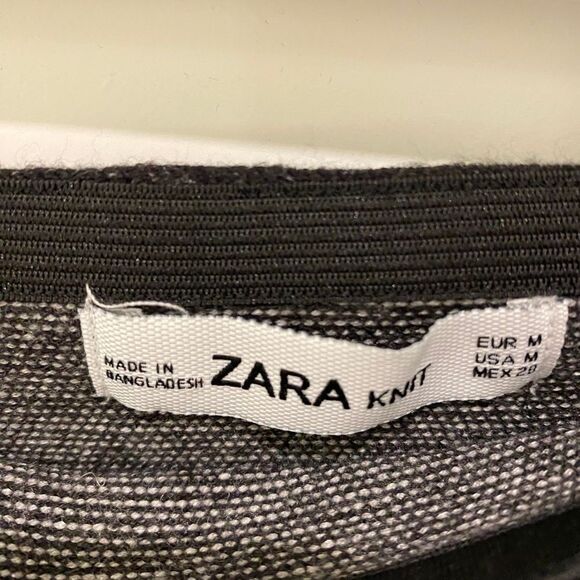 MADE IN
BANGLADESH
ZARA KNIT
EUR M
USA M
MEX 28